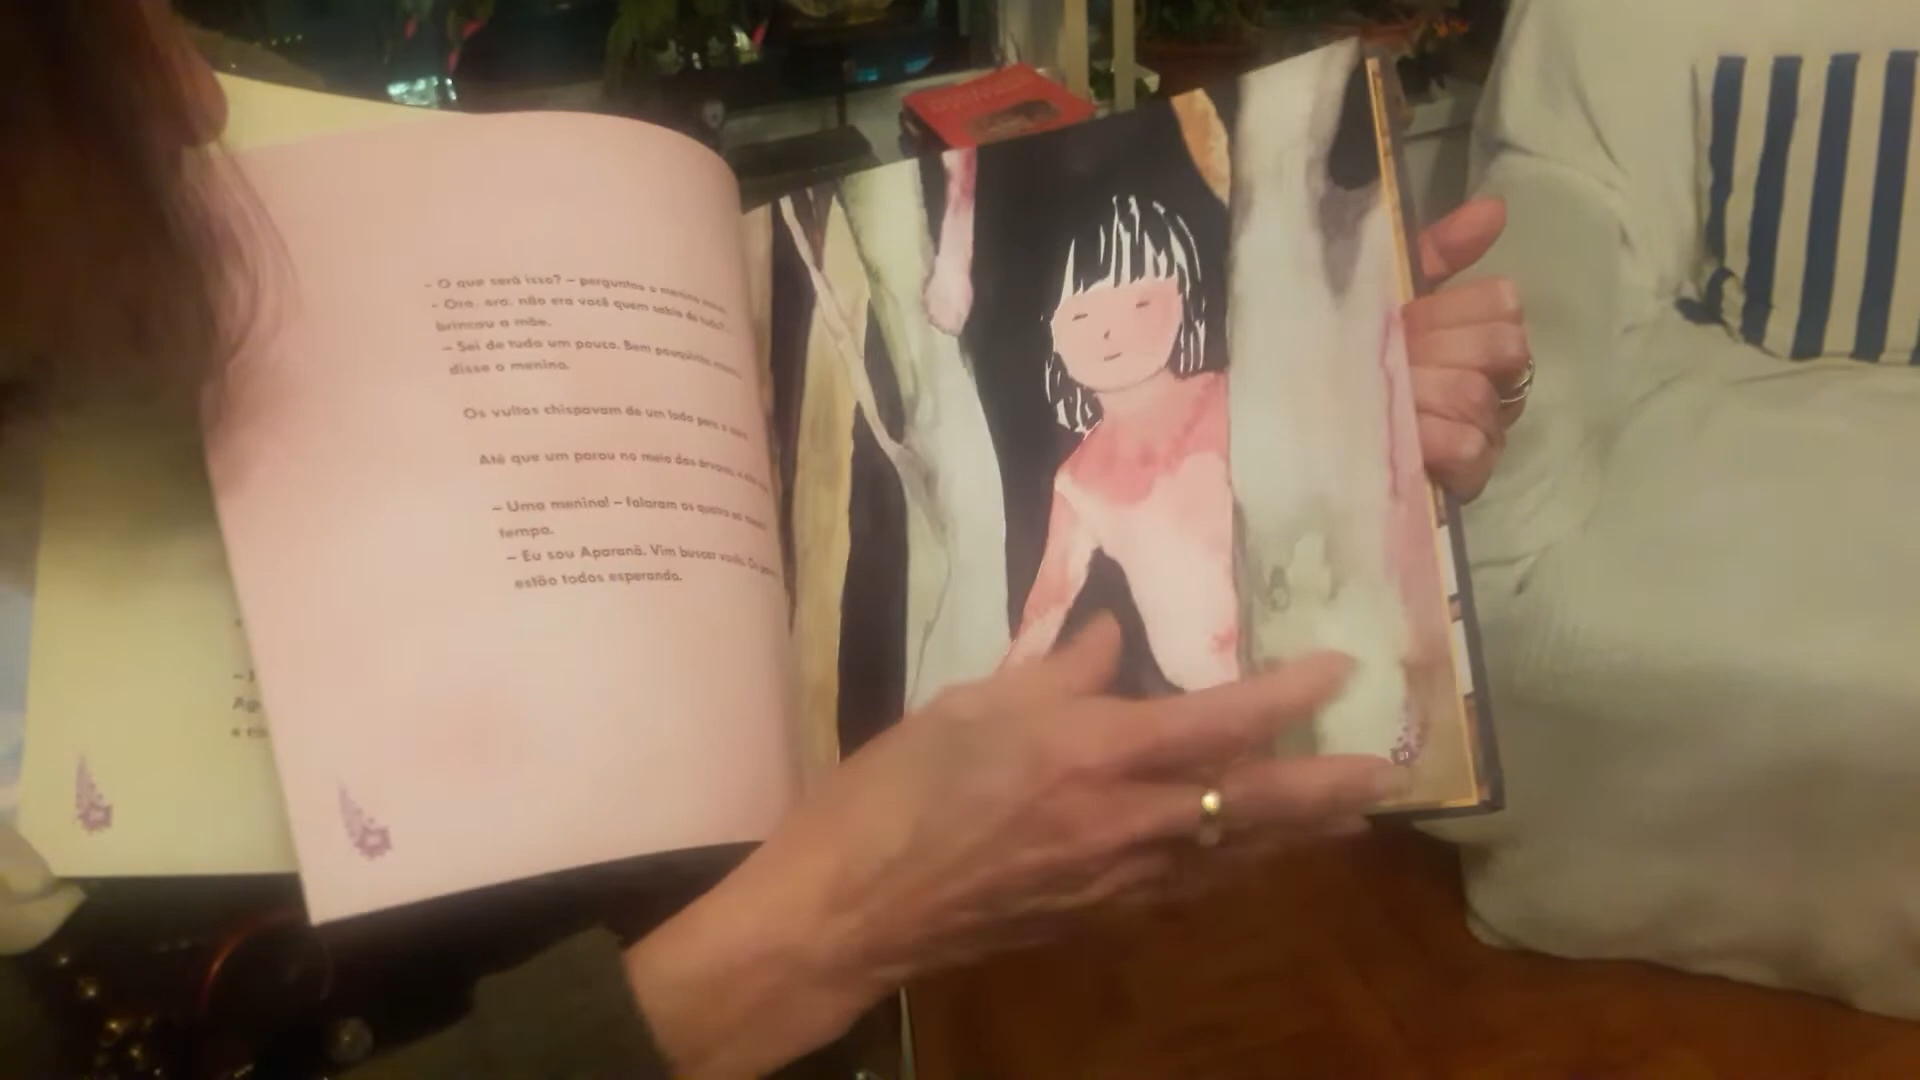 – O que será isso? – perguntou o menino
– Ora, ora, não era você quem sabia de tudo? –
brincou a mãe.
– Sei de tudo um pouco. Bem pouquinho
disse o menino.
Os vultos chispavam de um lado para o
Até que um parou no meio das árvores
– Uma menina! – falaram os quatro ao mesmo
tempo.
– Eu sou Aparanã. Vim buscar vocês. Os
estão todos esperando.